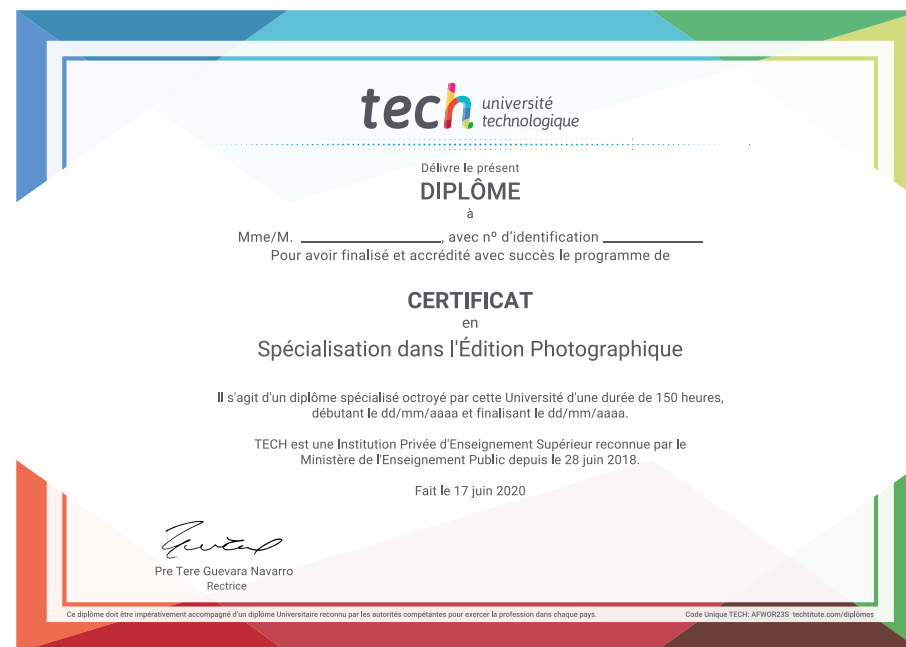 tech université
technologique
Délivre le présent
DIPLÔME
à
Mme/M. ____________________, avec nº d'identification ______________
Pour avoir finalisé et accrédité avec succès le programme de
CERTIFICAT
en
Spécialisation dans l'Édition Photographique
Il s'agit d'un diplôme spécialisé octroyé par cette Université d'une durée de 150 heures,
débutant le dd/mm/aaaa et finalisant le dd/mm/aaaa.
TECH est une Institution Privée d'Enseignement Supérieur reconnue par le
Ministère de l'Enseignement Public depuis le 28 juin 2018.
Fait le 17 juin 2020
Pre Tere Guevara Navarro
Rectrice
Ce diplôme doit être impérativement accompagné d'un diplôme Universitaire reconnu par les autorités compétantes pour exercer la profession dans chaque pays.
Code Unique TECH: AFWOR23S techtitute.com/diplômes